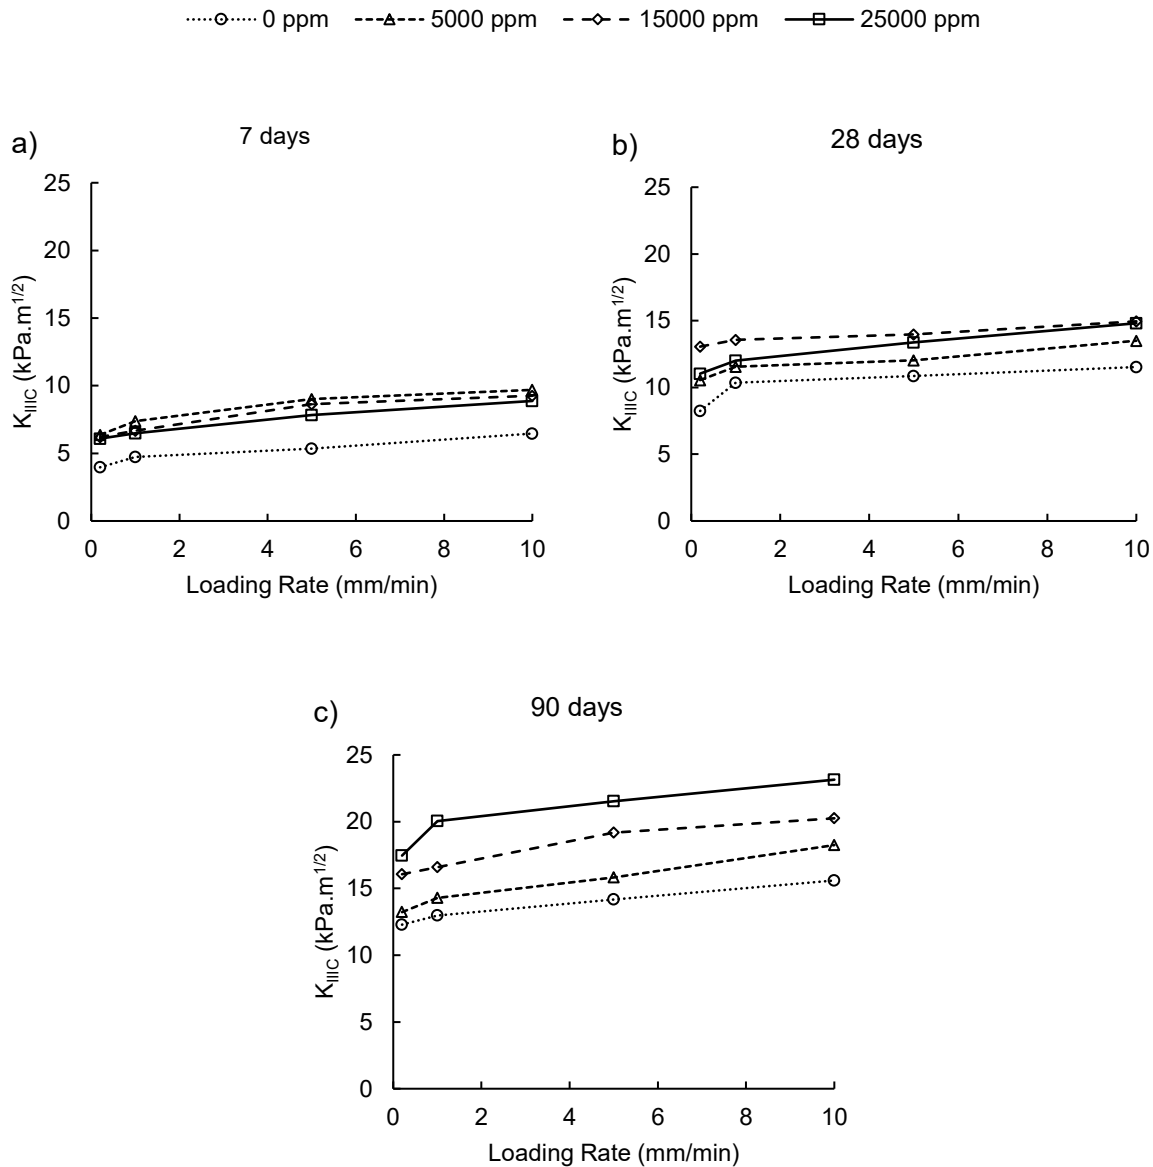 0 ppm 5000 ppm 15000 ppm 25000 ppm
a) 7 days
25
20
15
10
5
0
K_IIIC (kPa.m^1/2)
0 2 4 6 8 10
Loading Rate (mm/min)
b) 28 days
25
20
15
10
5
0
K_IIIC (kPa.m^1/2)
0 2 4 6 8 10
Loading Rate (mm/min)
c) 90 days
25
20
15
10
5
0
K_IIIC (kPa.m^1/2)
0 2 4 6 8 10
Loading Rate (mm/min)